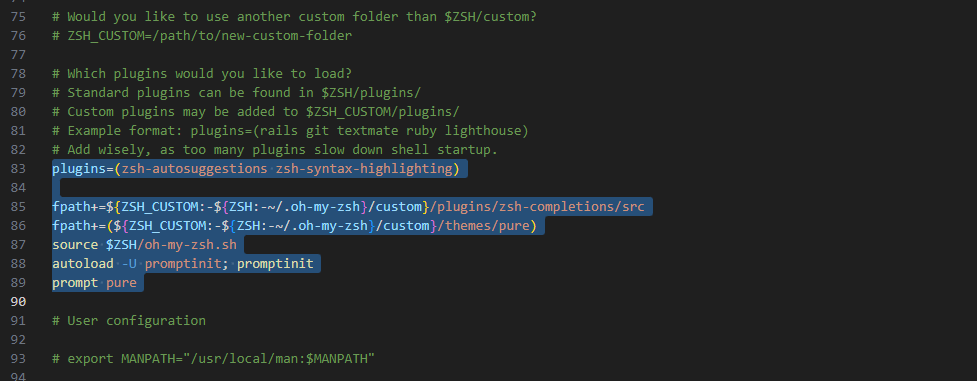 75 # Would you like to use another custom folder than $ZSH/custom?
76 # ZSH_CUSTOM=/path/to/new-custom-folder
77
78 # Which plugins would you like to load?
79 # Standard plugins can be found in $ZSH/plugins/
80 # Custom plugins may be added to $ZSH_CUSTOM/plugins/
81 # Example format: plugins=(rails git textmate ruby lighthouse)
82 # Add wisely, as too many plugins slow down shell startup.
83 plugins=(zsh-autosuggestions zsh-syntax-highlighting)
84
85 fpath+=${ZSH_CUSTOM:-${ZSH:-~/.oh-my-zsh}/custom}/plugins/zsh-completions/src
86 fpath+=(${ZSH_CUSTOM:-${ZSH:-~/.oh-my-zsh}/custom}/themes/pure)
87 source $ZSH/oh-my-zsh.sh
88 autoload -U promptinit; promptinit
89 prompt pure
90
91 # User configuration
92
93 # export MANPATH="/usr/local/man:$MANPATH"
94